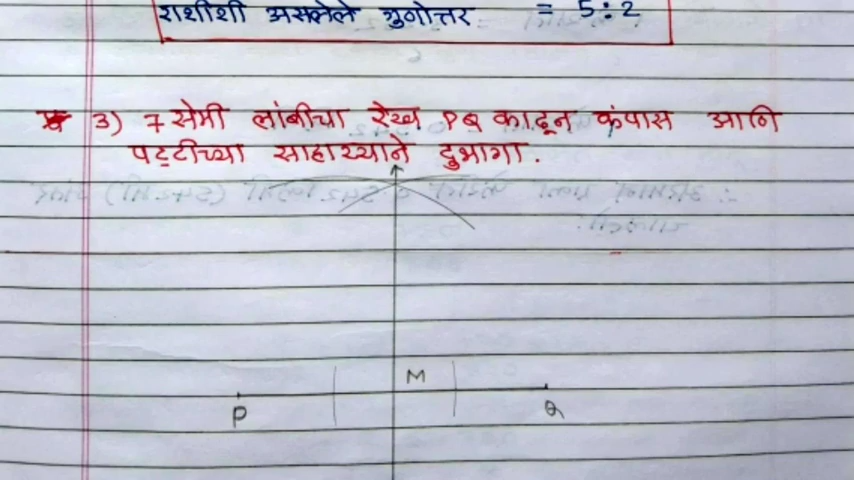 राशीशी असलेले गुणोत्तर = 5:2
3) 7 सेमी लांबीचा रेख PQ काढून कंपास आणि
पट्टीच्या साहाय्याने दुभागा.
M
P Q